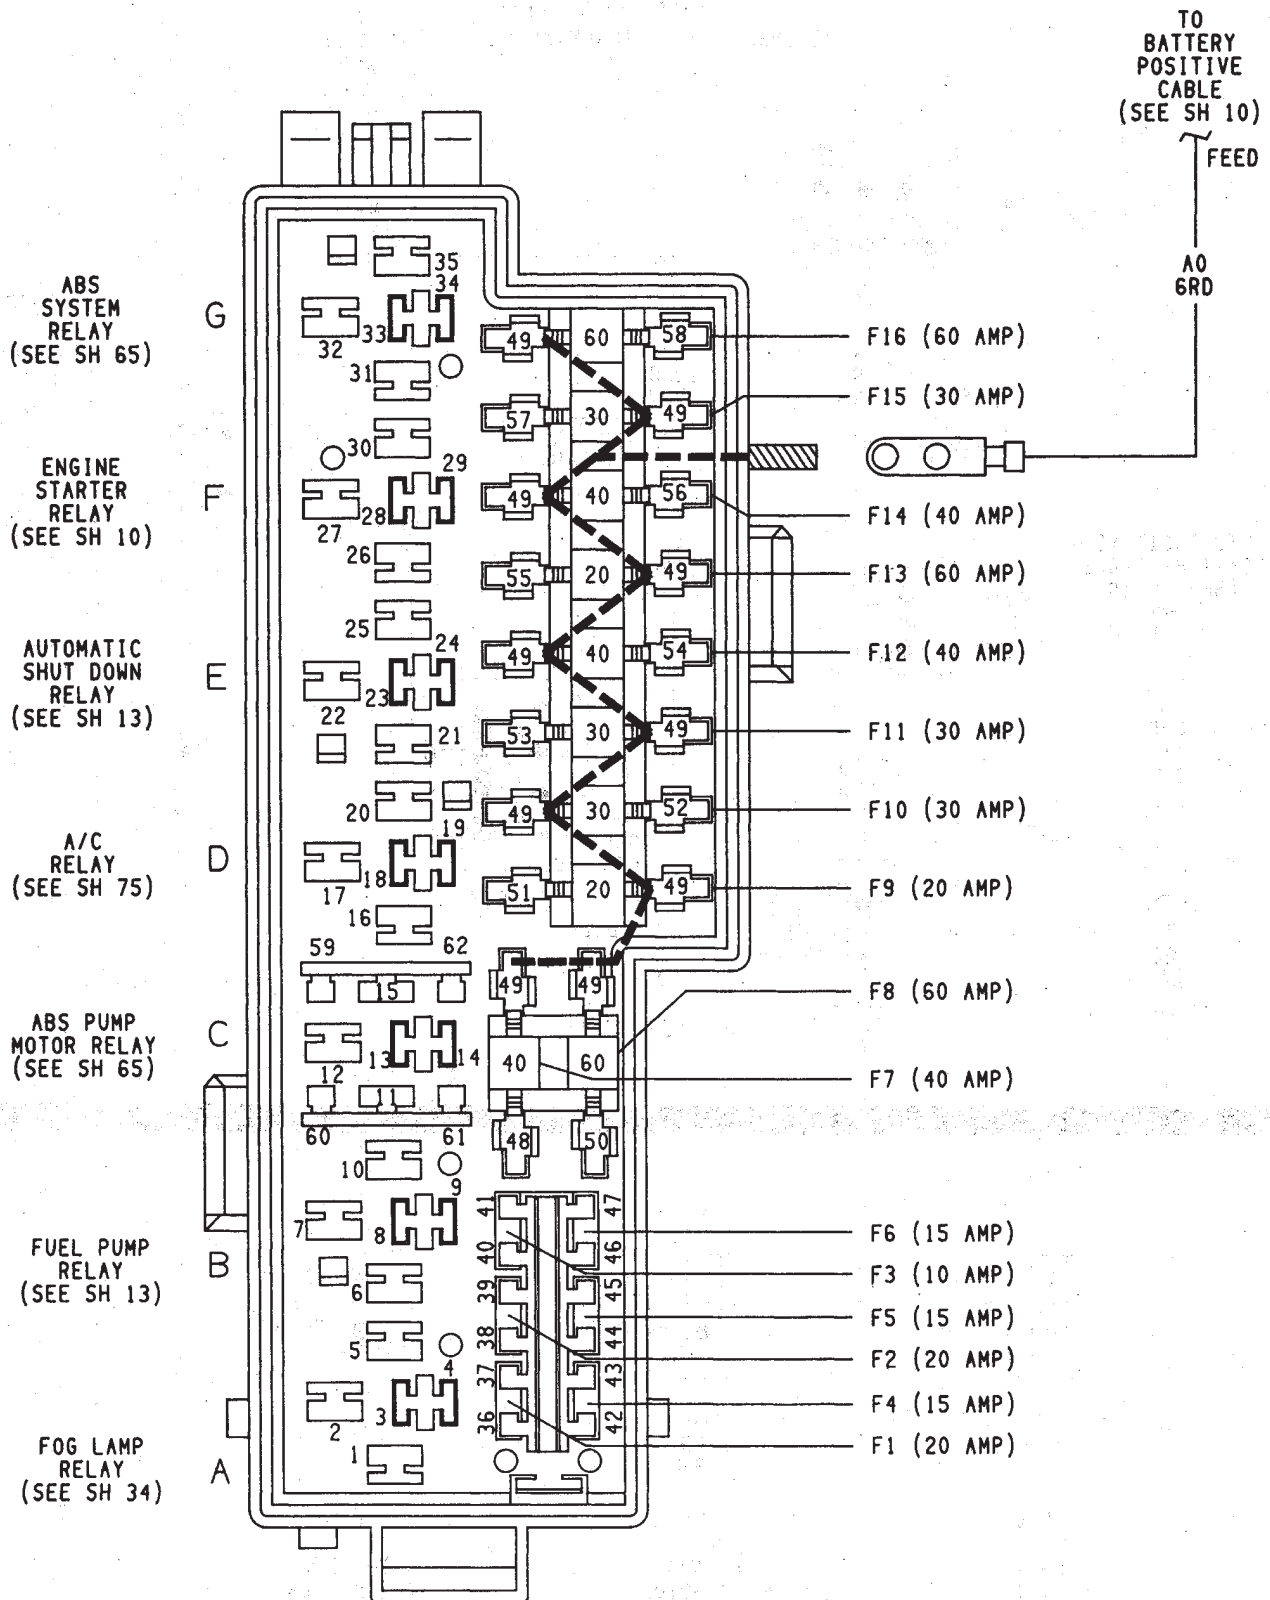 TO
BATTERY
POSITIVE
CABLE
(SEE SH 10)
FEED
A0
6RD
ABS
SYSTEM
RELAY
(SEE SH 65)
G
ENGINE
STARTER
RELAY
(SEE SH 10)
F
AUTOMATIC
SHUT DOWN
RELAY
(SEE SH 13)
E
A/C
RELAY
(SEE SH 75)
D
ABS PUMP
MOTOR RELAY
(SEE SH 65)
C
FUEL PUMP
RELAY
(SEE SH 13)
B
FOG LAMP
RELAY
(SEE SH 34)
A
35
34
33
32
31
30
29
28
27
26
25
24
23
22
21
20
19
18
17
16
59 62
15
14
13
12
11
60 61
10
9
8
7
6
5
4
3
2
1
49 60 58
57 30 49
49 40 56
55 20 49
49 40 54
53 30 49
49 30 52
51 20 49
49 49
40 60
48 50
41 47
40 46
39 45
38 44
37 43
36 42
F16 (60 AMP)
F15 (30 AMP)
F14 (40 AMP)
F13 (60 AMP)
F12 (40 AMP)
F11 (30 AMP)
F10 (30 AMP)
F9 (20 AMP)
F8 (60 AMP)
F7 (40 AMP)
F6 (15 AMP)
F3 (10 AMP)
F5 (15 AMP)
F2 (20 AMP)
F4 (15 AMP)
F1 (20 AMP)